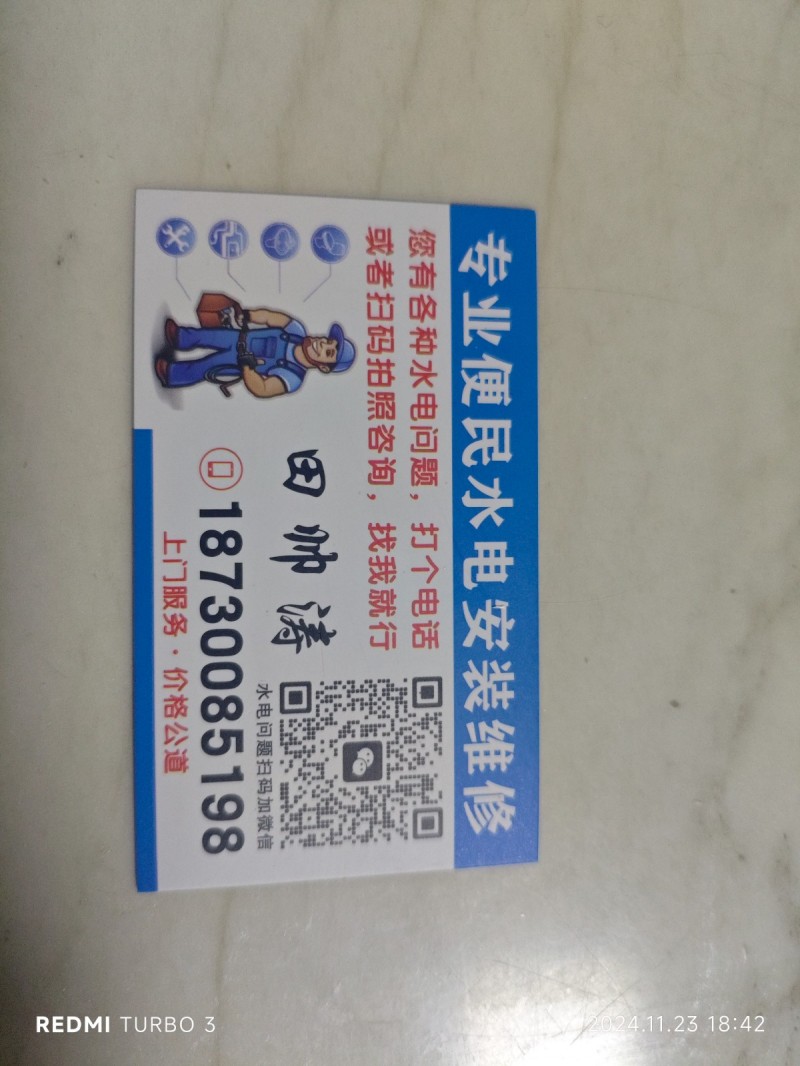 专业便民水电安装维修
您有各种水电问题，打个电话
或者扫码拍照咨询，找我就行
田帅涛
水电问题扫码加微信
18730085198
上门服务·价格公道
REDMI TURBO 3
2024.11.23 18:42